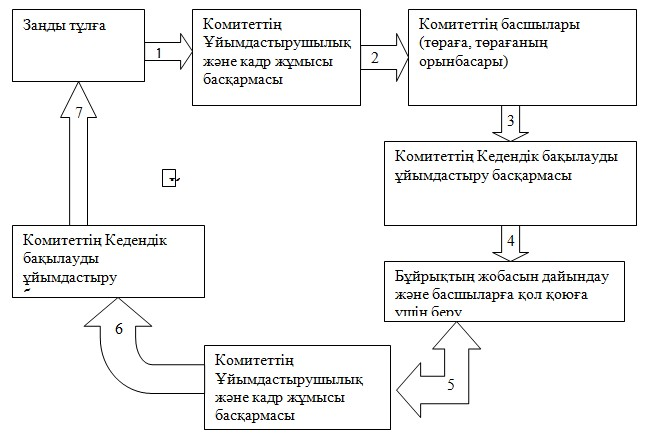 Заңды тұлға
1
Комитеттің
Ұйымдастырушылық
және кадр жұмысы
басқармасы
2
Комитеттің басшылары
(төраға, төрағаның
орынбасары)
3
Комитеттің Кедендік бақылауды
ұйымдастыру басқармасы
4
Бұйрықтың жобасын дайындау
және басшыларға қол қоюға
үшін беру
5
Комитеттің
Ұйымдастырушылық
және кадр жұмысы
басқармасы
6
Комитеттің Кедендік
бақылауды
ұйымдастыру
7